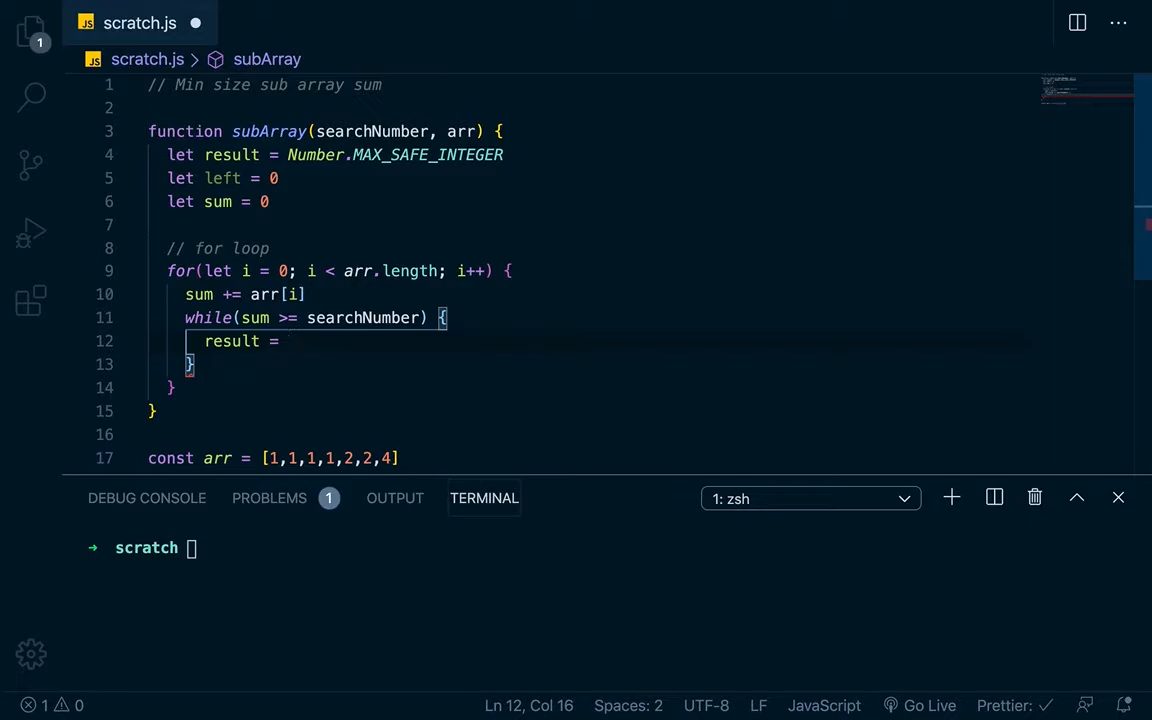 JS scratch.js
1
JS scratch.js > subArray
1 // Min size sub array sum
2
3 function subArray(searchNumber, arr) {
4 let result = Number.MAX_SAFE_INTEGER
5 let left = 0
6 let sum = 0
7
8 // for loop
9 for(let i = 0; i < arr.length; i++) {
10 sum += arr[i]
11 while(sum >= searchNumber) {
12 result =
13 }
14 }
15 }
16
17 const arr = [1,1,1,1,2,2,4]
DEBUG CONSOLE PROBLEMS 1 OUTPUT TERMINAL 1: zsh
→ scratch
1 0 Ln 12, Col 16 Spaces: 2 UTF-8 LF JavaScript Go Live Prettier: ✓